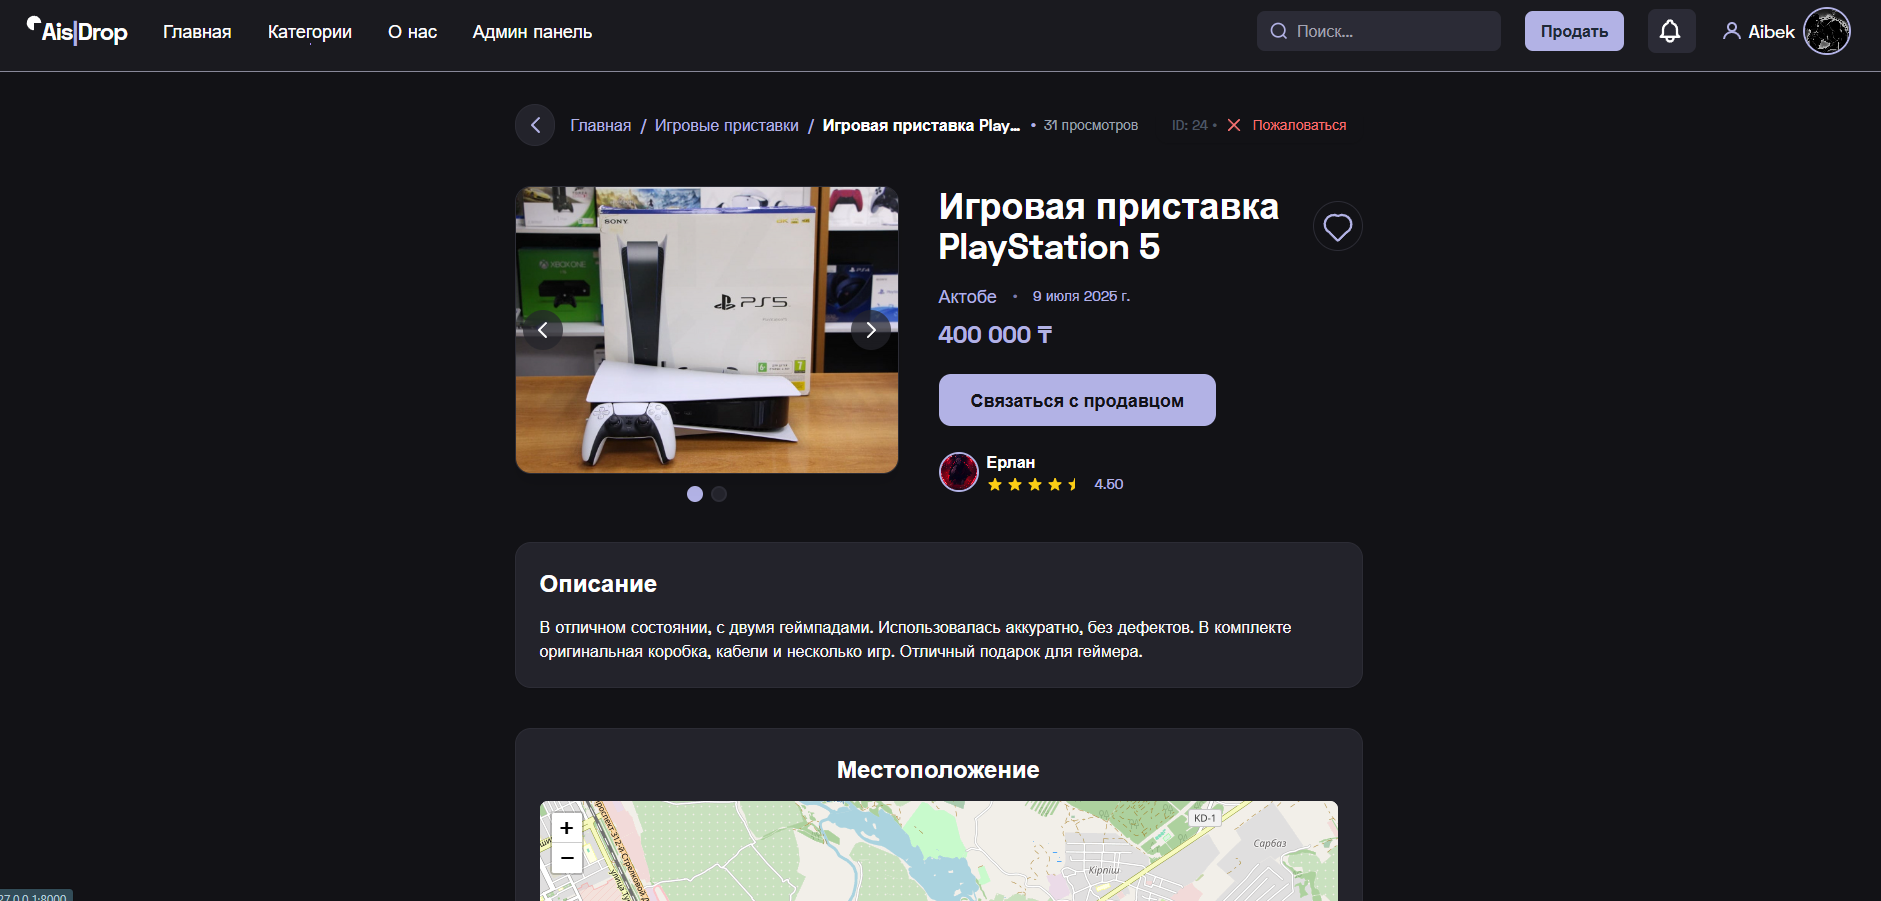 Ais|Drop
Главная
Категории
О нас
Админ панель
Поиск...
Продать
Aibek
Главная / Игровые приставки / Игровая приставка Play... • 31 просмотров
ID: 24 •
Пожаловаться
SONY
XBOX ONE
PS4
PS5
Игровая приставка
PlayStation 5
Актобе • 9 июля 2025 г.
400 000 ₸
Связаться с продавцом
Ерлан
4.50
Описание
В отличном состоянии, с двумя геймпадами. Использовалась аккуратно, без дефектов. В комплекте
оригинальная коробка, кабели и несколько игр. Отличный подарок для геймера.
Местоположение
+
−
KD-1
Сарбаз
Кірпіш
27.0.0.1:8000